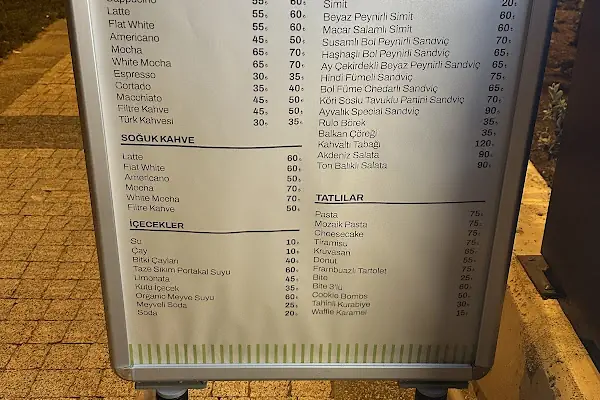 Cappuccino 55 60₺
Latte 55 60₺
Flat White 55 60₺
Americano 45 50₺
Mocha 65 70₺
White Mocha 65 70₺
Espresso 30 35₺
Cortado 35 40₺
Macchiato 45 50₺
Filtre Kahve 45 50₺
Türk Kahvesi 30 35₺
SOĞUK KAHVE
Latte 60₺
Flat White 60₺
Americano 50₺
Mocha 70₺
White Mocha 70₺
Filtre Kahve 50₺
İÇECEKLER
Su 10₺
Çay 10₺
Bitki Çayları 40₺
Taze Sıkım Portakal Suyu 60₺
Limonata 45₺
Kutu İçecek 35₺
Organic Meyve Suyu 60₺
Meyveli Soda 25₺
Soda 20₺
Simit 20₺
Beyaz Peynirli Simit 60₺
Macar Salamlı Simit 60₺
Susamlı Bol Peynirli Sandviç 70₺
Haşhaşlı Bol Peynirli Sandviç 65₺
Ay Çekirdekli Beyaz Peynirli Sandviç 65₺
Hindi Fümeli Sandviç 75₺
Bol Füme Chedarlı Sandviç 65₺
Köri Soslu Tavuklu Panini Sandviç 70₺
Ayvalık Special Sandviç 90₺
Rulo Börek 35₺
Balkan Çöreği 35₺
Kahvaltı Tabağı 120₺
Akdeniz Salata 90₺
Ton Balıklı Salata 90₺
TATLILAR
Pasta 75₺
Mozaik Pasta 75₺
Cheesecake 75₺
Tiramisu 75₺
Kruvasan 65₺
Donut 55₺
Frambuazlı Tartolet 75₺
Bite 25₺
Bite 3'lü 60₺
Cookie Bombs 50₺
Tahinli Kurabiye 30₺
Waffle Karamel 15₺